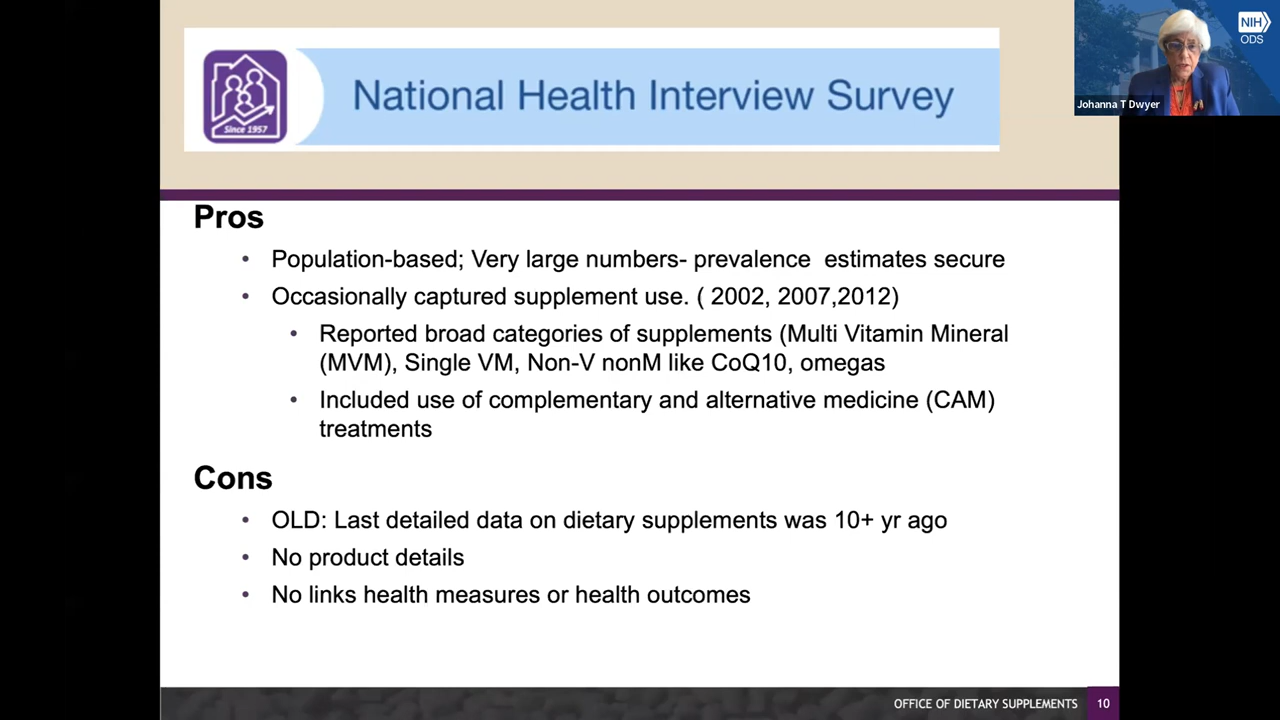 NIH
ODS
Johanna T Dwyer
Since 1957
National Health Interview Survey
Pros
• Population-based; Very large numbers- prevalence  estimates secure
• Occasionally captured supplement use. ( 2002, 2007,2012)
• Reported broad categories of supplements (Multi Vitamin Mineral
(MVM), Single VM, Non-V nonM like CoQ10, omegas
• Included use of complementary and alternative medicine (CAM)
treatments
Cons
• OLD: Last detailed data on dietary supplements was 10+ yr ago
• No product details
• No links health measures or health outcomes
OFFICE OF DIETARY SUPPLEMENTS 10